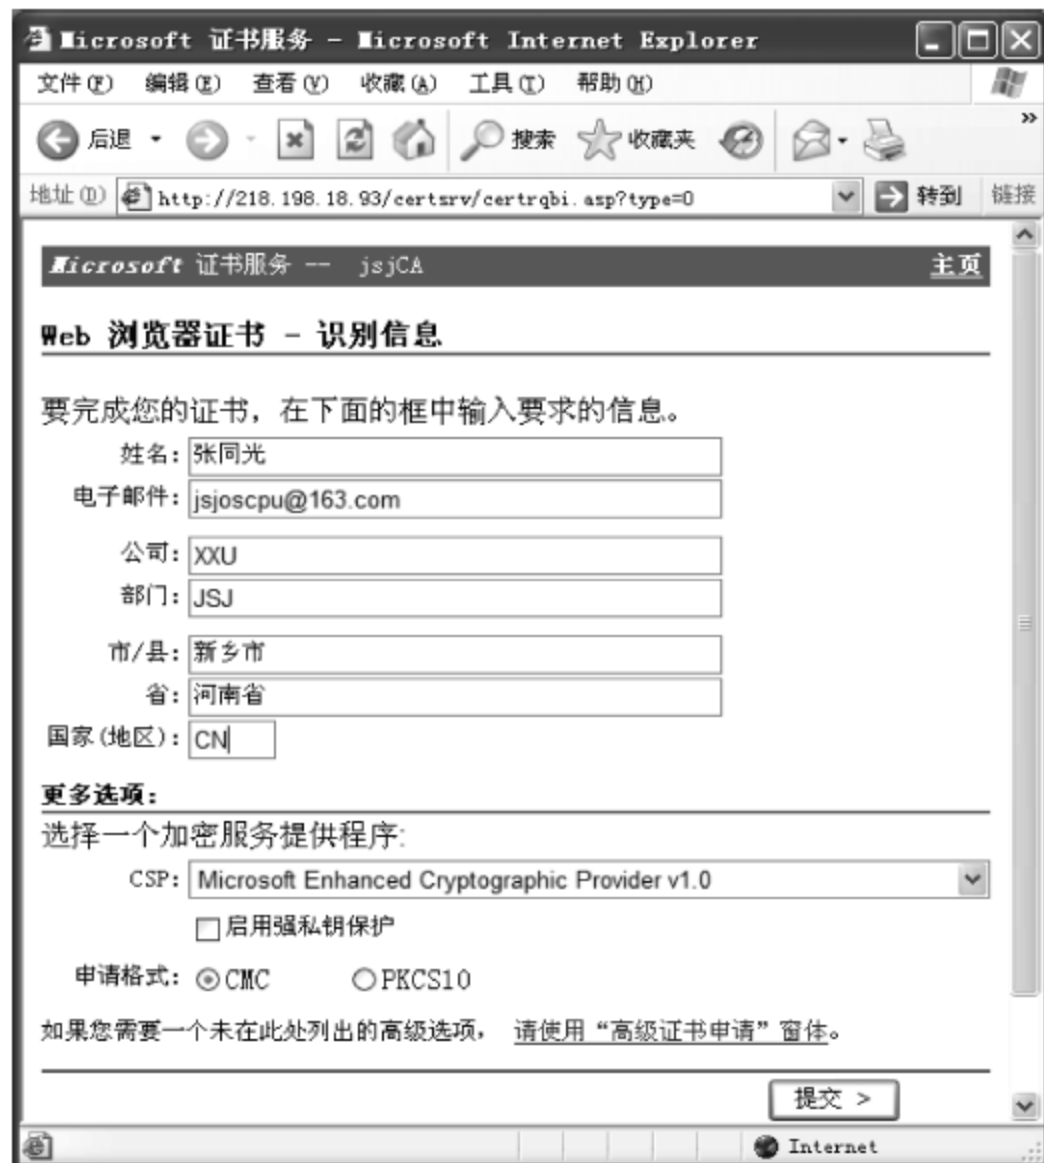 Microsoft 证书服务 - Microsoft Internet Explorer
文件(F) 编辑(E) 查看(V) 收藏(A) 工具(T) 帮助(H)
后退 搜索 收藏夹 »
地址(D) http://218.198.18.93/certsrv/certrqbi.asp?type=0 转到 链接
Microsoft 证书服务 -- jsjCA 主页
Web 浏览器证书 - 识别信息
要完成您的证书，在下面的框中输入要求的信息。
姓名: 张同光
电子邮件: jsjoscpu@163.com
公司: XXU
部门: JSJ
市/县: 新乡市
省: 河南省
国家(地区): CN
更多选项:
选择一个加密服务提供程序:
CSP: Microsoft Enhanced Cryptographic Provider v1.0
启用强私钥保护
申请格式: CMC PKCS10
如果您需要一个未在此处列出的高级选项， 请使用“高级证书申请”窗体。
提交 >
Internet